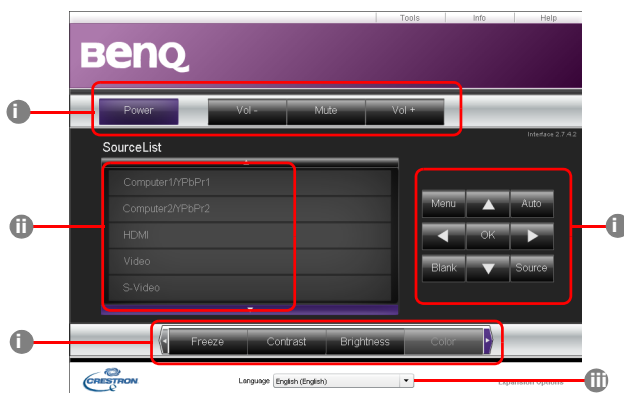 Tools Info Help
BenQ
i Power Vol - Mute Vol +
Interface 2.7.4.2
SourceList
Computer1/YPbPr1
Computer2/YPbPr2
HDMI
Video
S-Video
ii
Menu Auto
OK
Blank Source
i
i Freeze Contrast Brightness Color
CRESTRON Language English (English) Expansion Options iii